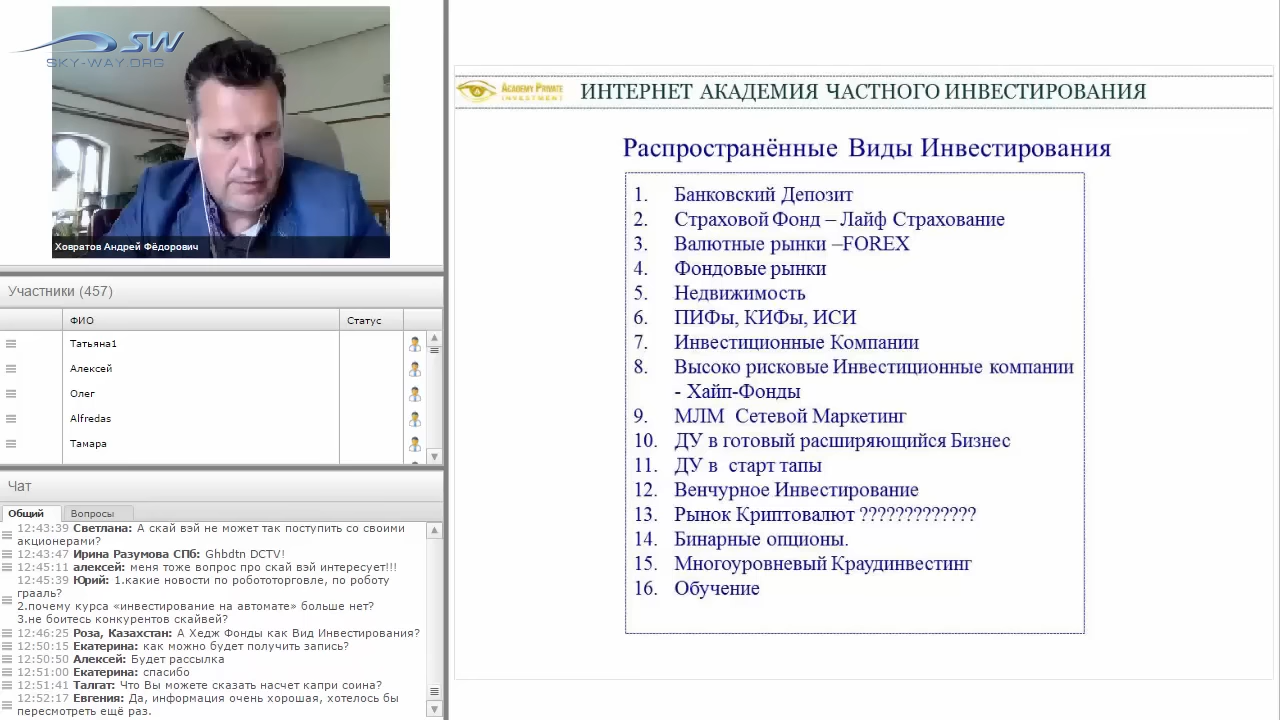 SW
SKY-WAY.ORG
Ховратов Андрей Фёдорович
Участники (457)
ФИО
Статус
Татьяна1
Алексей
Олег
Alfredas
Тамара
Чат
Общий
Вопросы
12:43:39 Светлана: А скай вэй не может так поступить со своими
акционерами?
12:43:47 Ирина Разумова СПб: Ghbdtn DCTV!
12:45:11 алексей: меня тоже вопрос про скай вэй интересует!!!
12:45:39 Юрий: 1.какие новости по робототорговле, по роботу
грааль?
2.почему курса «инвестирование на автомате» больше нет?
3.не боитесь конкурентов скайвей?
12:46:25 Роза, Казахстан: А Хедж Фонды как Вид Инвестирования?
12:50:15 Екатерина: как можно будет получить запись?
12:50:50 Алексей: Будет рассылка
12:51:00 Екатерина: спасибо
12:51:41 Талгат: Что Вы можете сказать насчет капри соина?
12:52:17 Евгения: Да, информация очень хорошая, хотелось бы
пересмотреть ещё раз.
ACADEMY PRIVATE
INVESTMENT
ИНТЕРНЕТ АКАДЕМИЯ ЧАСТНОГО ИНВЕСТИРОВАНИЯ
Распространённые Виды Инвестирования
1. Банковский Депозит
2. Страховой Фонд – Лайф Страхование
3. Валютные рынки –FOREX
4. Фондовые рынки
5. Недвижимость
6. ПИФы, КИФы, ИСИ
7. Инвестиционные Компании
8. Высоко рисковые Инвестиционные компании
- Хайп-Фонды
9. МЛМ Сетевой Маркетинг
10. ДУ в готовый расширяющийся Бизнес
11. ДУ в старт тапы
12. Венчурное Инвестирование
13. Рынок Криптовалют ?????????????
14. Бинарные опционы.
15. Многоуровневый Краудинвестинг
16. Обучение